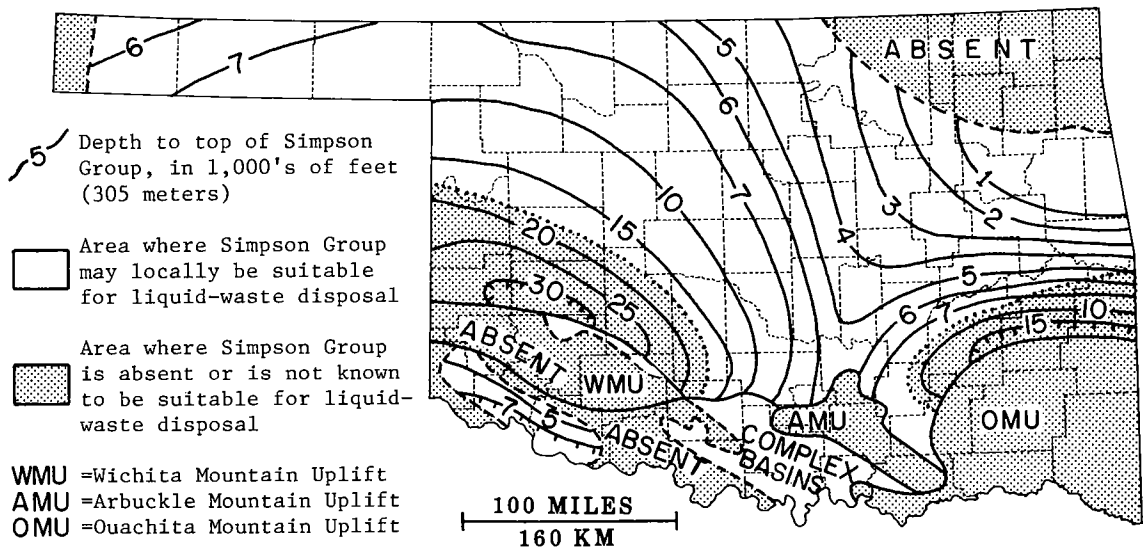 6
7
5
6
7
10
15
20
25
30
ABSENT
1
2
3
4
5
6
7
10
15
5
Depth to top of Simpson
Group, in 1,000's of feet
(305 meters)
Area where Simpson Group
may locally be suitable
for liquid-waste disposal
Area where Simpson Group
is absent or is not known
to be suitable for liquid-
waste disposal
WMU =Wichita Mountain Uplift
AMU =Arbuckle Mountain Uplift
OMU =Ouachita Mountain Uplift
ABSENT
WMU
7
5
ABSENT
COMPLEX
BASINS
AMU
OMU
100 MILES
160 KM